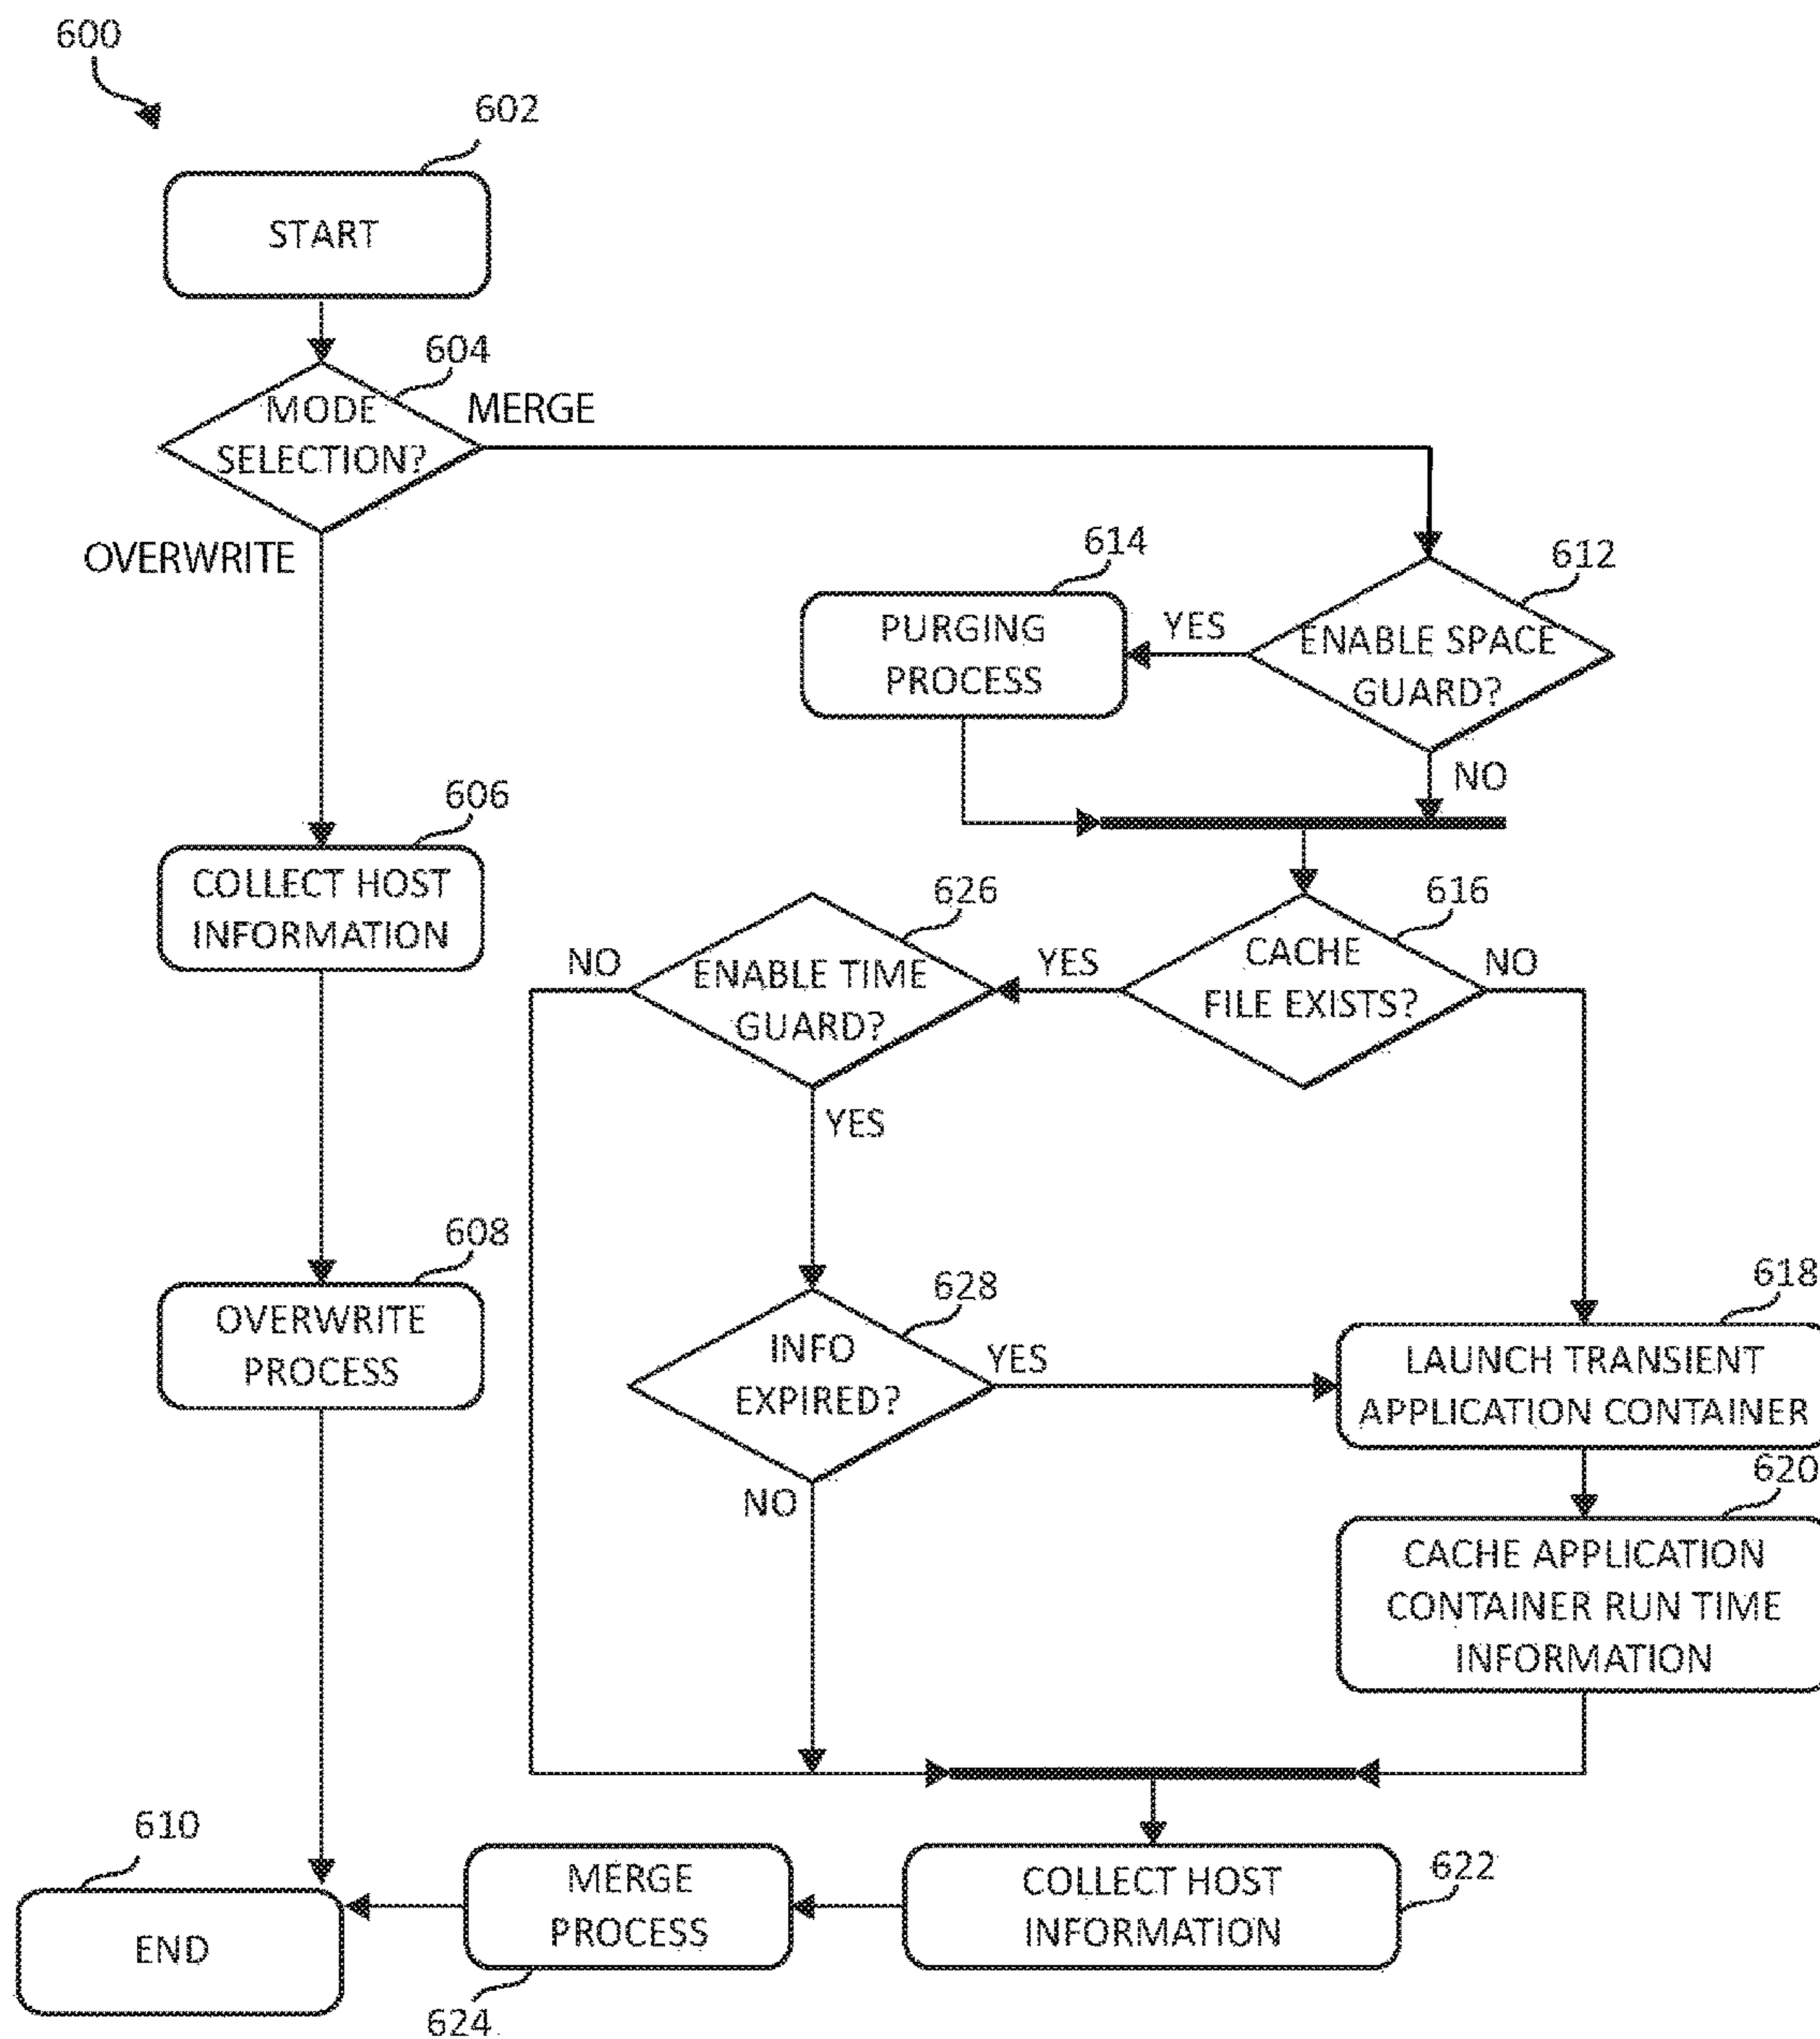 600
602
START
604
MODE
SELECTION?
MERGE
OVERWRITE
614
612
PURGING
PROCESS
YES
ENABLE SPACE
GUARD?
NO
606
COLLECT HOST
INFORMATION
626
616
NO
ENABLE TIME
GUARD?
YES
CACHE
FILE EXISTS?
NO
YES
608
OVERWRITE
PROCESS
628
INFO
EXPIRED?
YES
NO
618
LAUNCH TRANSIENT
APPLICATION CONTAINER
620
CACHE APPLICATION
CONTAINER RUN TIME
INFORMATION
610
END
MERGE
PROCESS
624
COLLECT HOST
INFORMATION
622